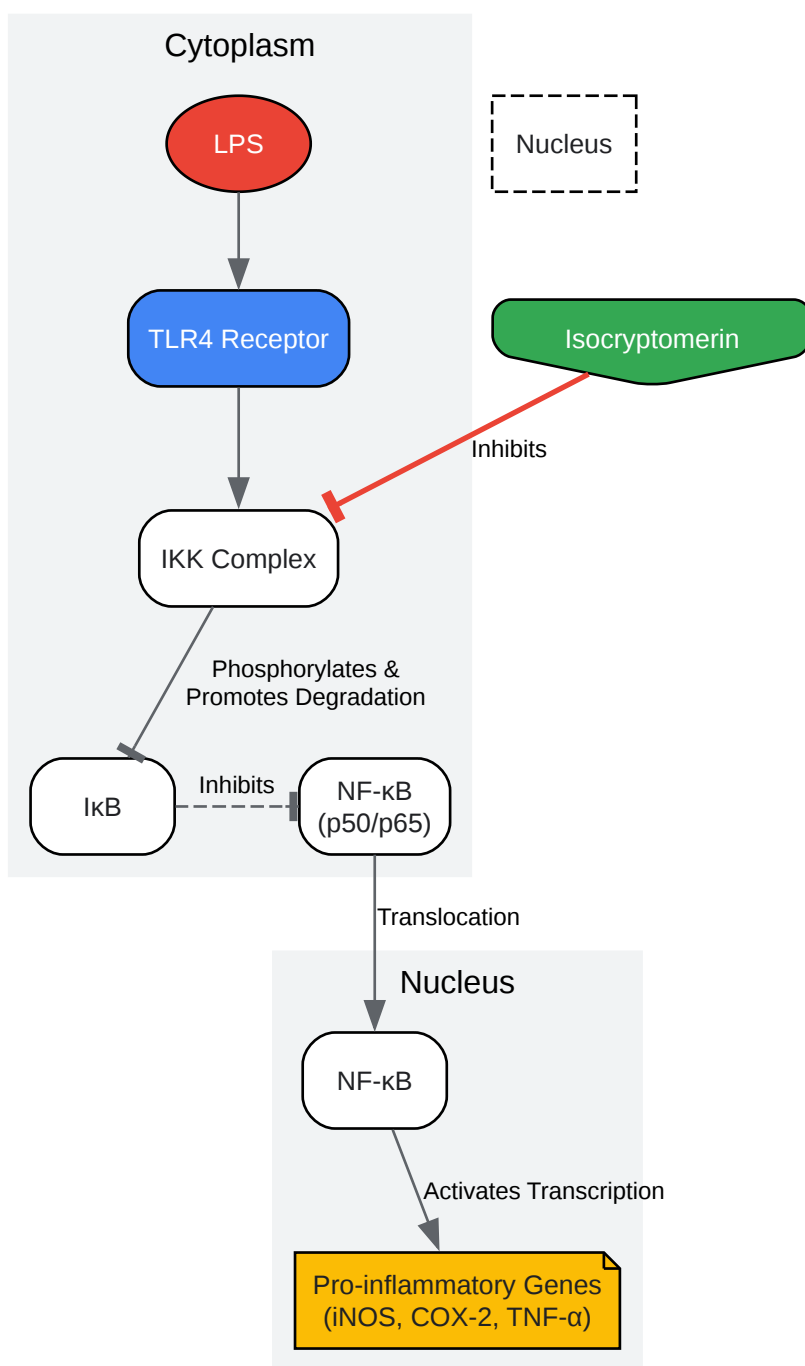 Cytoplasm
LPS
Nucleus
TLR4 Receptor
Isocryptomerin
Inhibits
IKK Complex
Phosphorylates &
Promotes Degradation
IκB
Inhibits
NF-κB
(p50/p65)
Translocation
Nucleus
NF-κB
Activates Transcription
Pro-inflammatory Genes
(iNOS, COX-2, TNF-α)